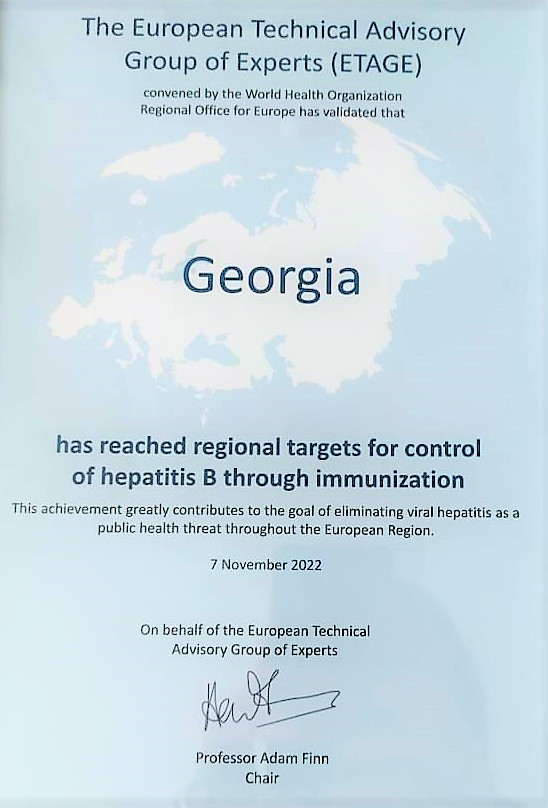 The European Technical Advisory
Group of Experts (ETAGE)
convened by the World Health Organization
Regional Office for Europe has validated that
Georgia
has reached regional targets for control
of hepatitis B through immunization
This achievement greatly contributes to the goal of eliminating viral hepatitis as a
public health threat throughout the European Region.
7 November 2022
On behalf of the European Technical
Advisory Group of Experts
Professor Adam Finn
Chair